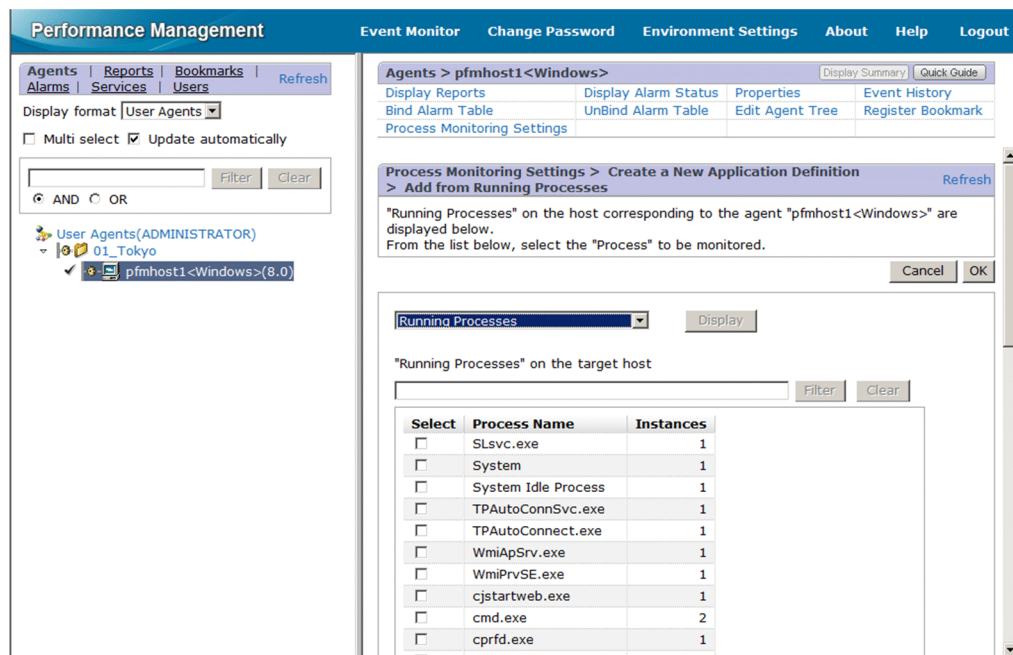 Performance Management
Event Monitor Change Password Environment Settings About Help Logout
Agents | Reports | Bookmarks | Refresh
Alarms | Services | Users
Display format User Agents
Multi select Update automatically
Filter Clear
AND OR
User Agents(ADMINISTRATOR)
01_Tokyo
pfmhost1<Windows>(8.0)
Agents > pfmhost1<Windows> Display Summary Quick Guide
Display Reports Display Alarm Status Properties Event History
Bind Alarm Table UnBind Alarm Table Edit Agent Tree Register Bookmark
Process Monitoring Settings
Process Monitoring Settings > Create a New Application Definition
> Add from Running Processes Refresh
"Running Processes" on the host corresponding to the agent "pfmhost1<Windows>" are
displayed below.
From the list below, select the "Process" to be monitored.
Cancel OK
Running Processes Display
"Running Processes" on the target host
Filter Clear
Select Process Name Instances
SLsvc.exe 1
System 1
System Idle Process 1
TPAutoConnSvc.exe 1
TPAutoConnect.exe 1
WmiApSrv.exe 1
WmiPrvSE.exe 1
cjstartweb.exe 1
cmd.exe 2
cprfd.exe 1